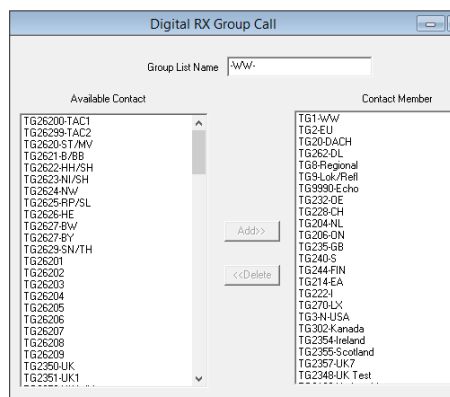 Digital RX Group Call
Group List Name
-WW-
Available Contact
TG26200-TAC1
TG26299-TAC2
TG2620-ST/MV
TG2621-B/BB
TG2622-HH/SH
TG2623-NI/SH
TG2624-NW
TG2625-RP/SL
TG2626-HE
TG2627-BW
TG2627-BY
TG2629-SN/TH
TG26201
TG26202
TG26203
TG26204
TG26205
TG26206
TG26207
TG26208
TG26209
TG2350-UK
TG2351-UK1
Add>>
<<Delete
Contact Member
TG1-WW
TG2-EU
TG20-DACH
TG262-DL
TG8-Regional
TG9-Lok/Refl
TG9990-Echo
TG232-OE
TG228-CH
TG204-NL
TG206-ON
TG235-GB
TG240-S
TG244-FIN
TG214-EA
TG222-I
TG270-LX
TG3-N-USA
TG302-Kanada
TG2354-Ireland
TG2355-Scotland
TG2357-UK7
TG2348-UK Test